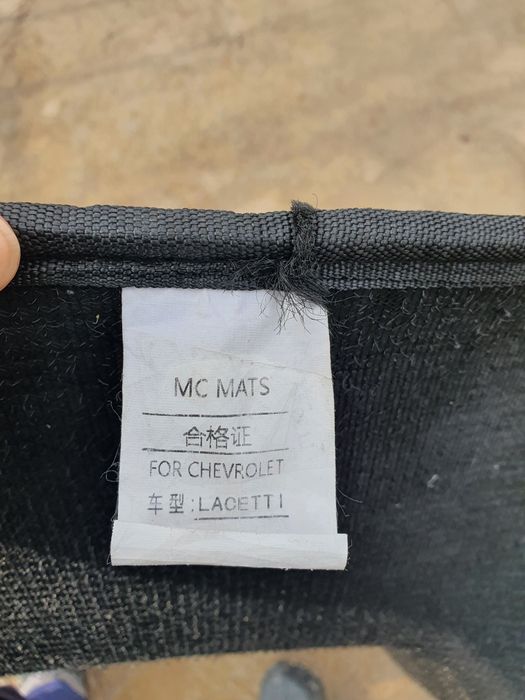 MC MATS
合格证
FOR CHEVROLET
车型:LACETTI